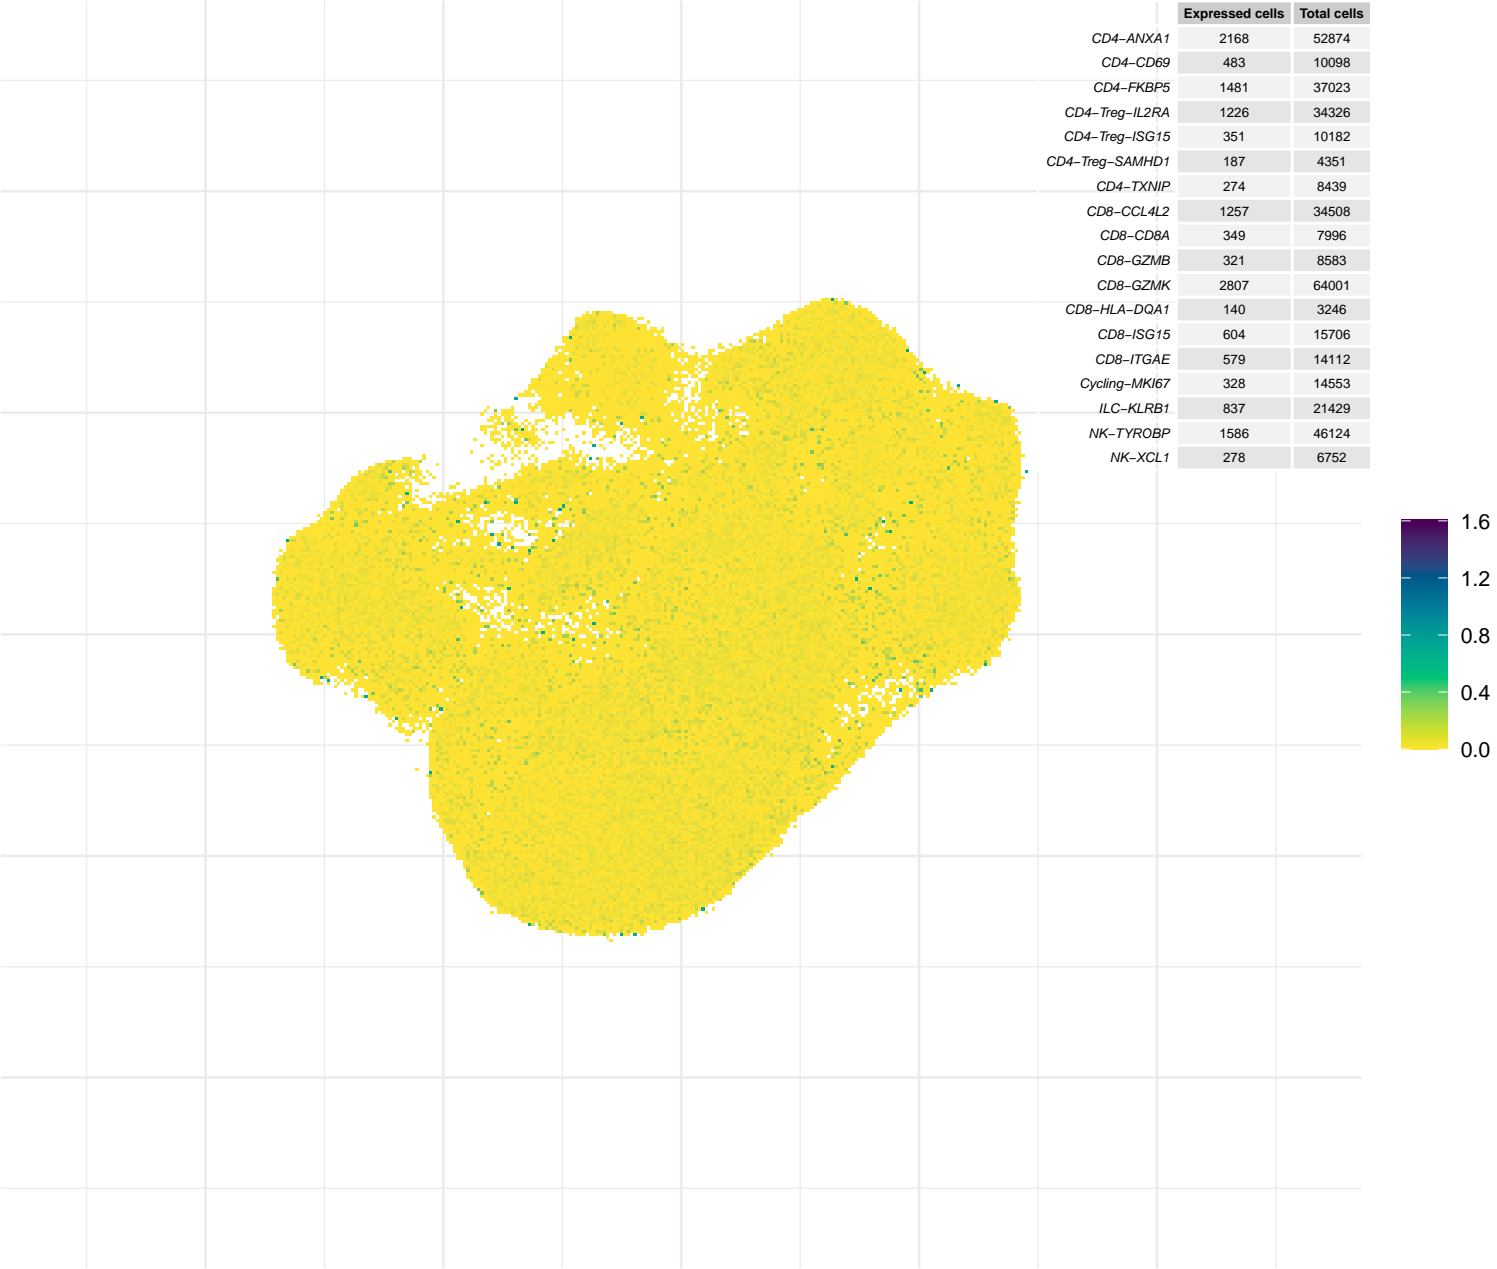 Expressed cells Total cells
CD4−ANXA1 2168 52874
CD4−CD69 483 10098
CD4−FKBP5 1481 37023
CD4−Treg−IL2RA 1226 34326
CD4−Treg−ISG15 351 10182
CD4−Treg−SAMHD1 187 4351
CD4−TXNIP 274 8439
CD8−CCL4L2 1257 34508
CD8−CD8A 349 7996
CD8−GZMB 321 8583
CD8−GZMK 2807 64001
CD8−HLA−DQA1 140 3246
CD8−ISG15 604 15706
CD8−ITGAE 579 14112
Cycling−MKI67 328 14553
ILC−KLRB1 837 21429
NK−TYROBP 1586 46124
NK−XCL1 278 6752
1.6
1.2
0.8
0.4
0.0